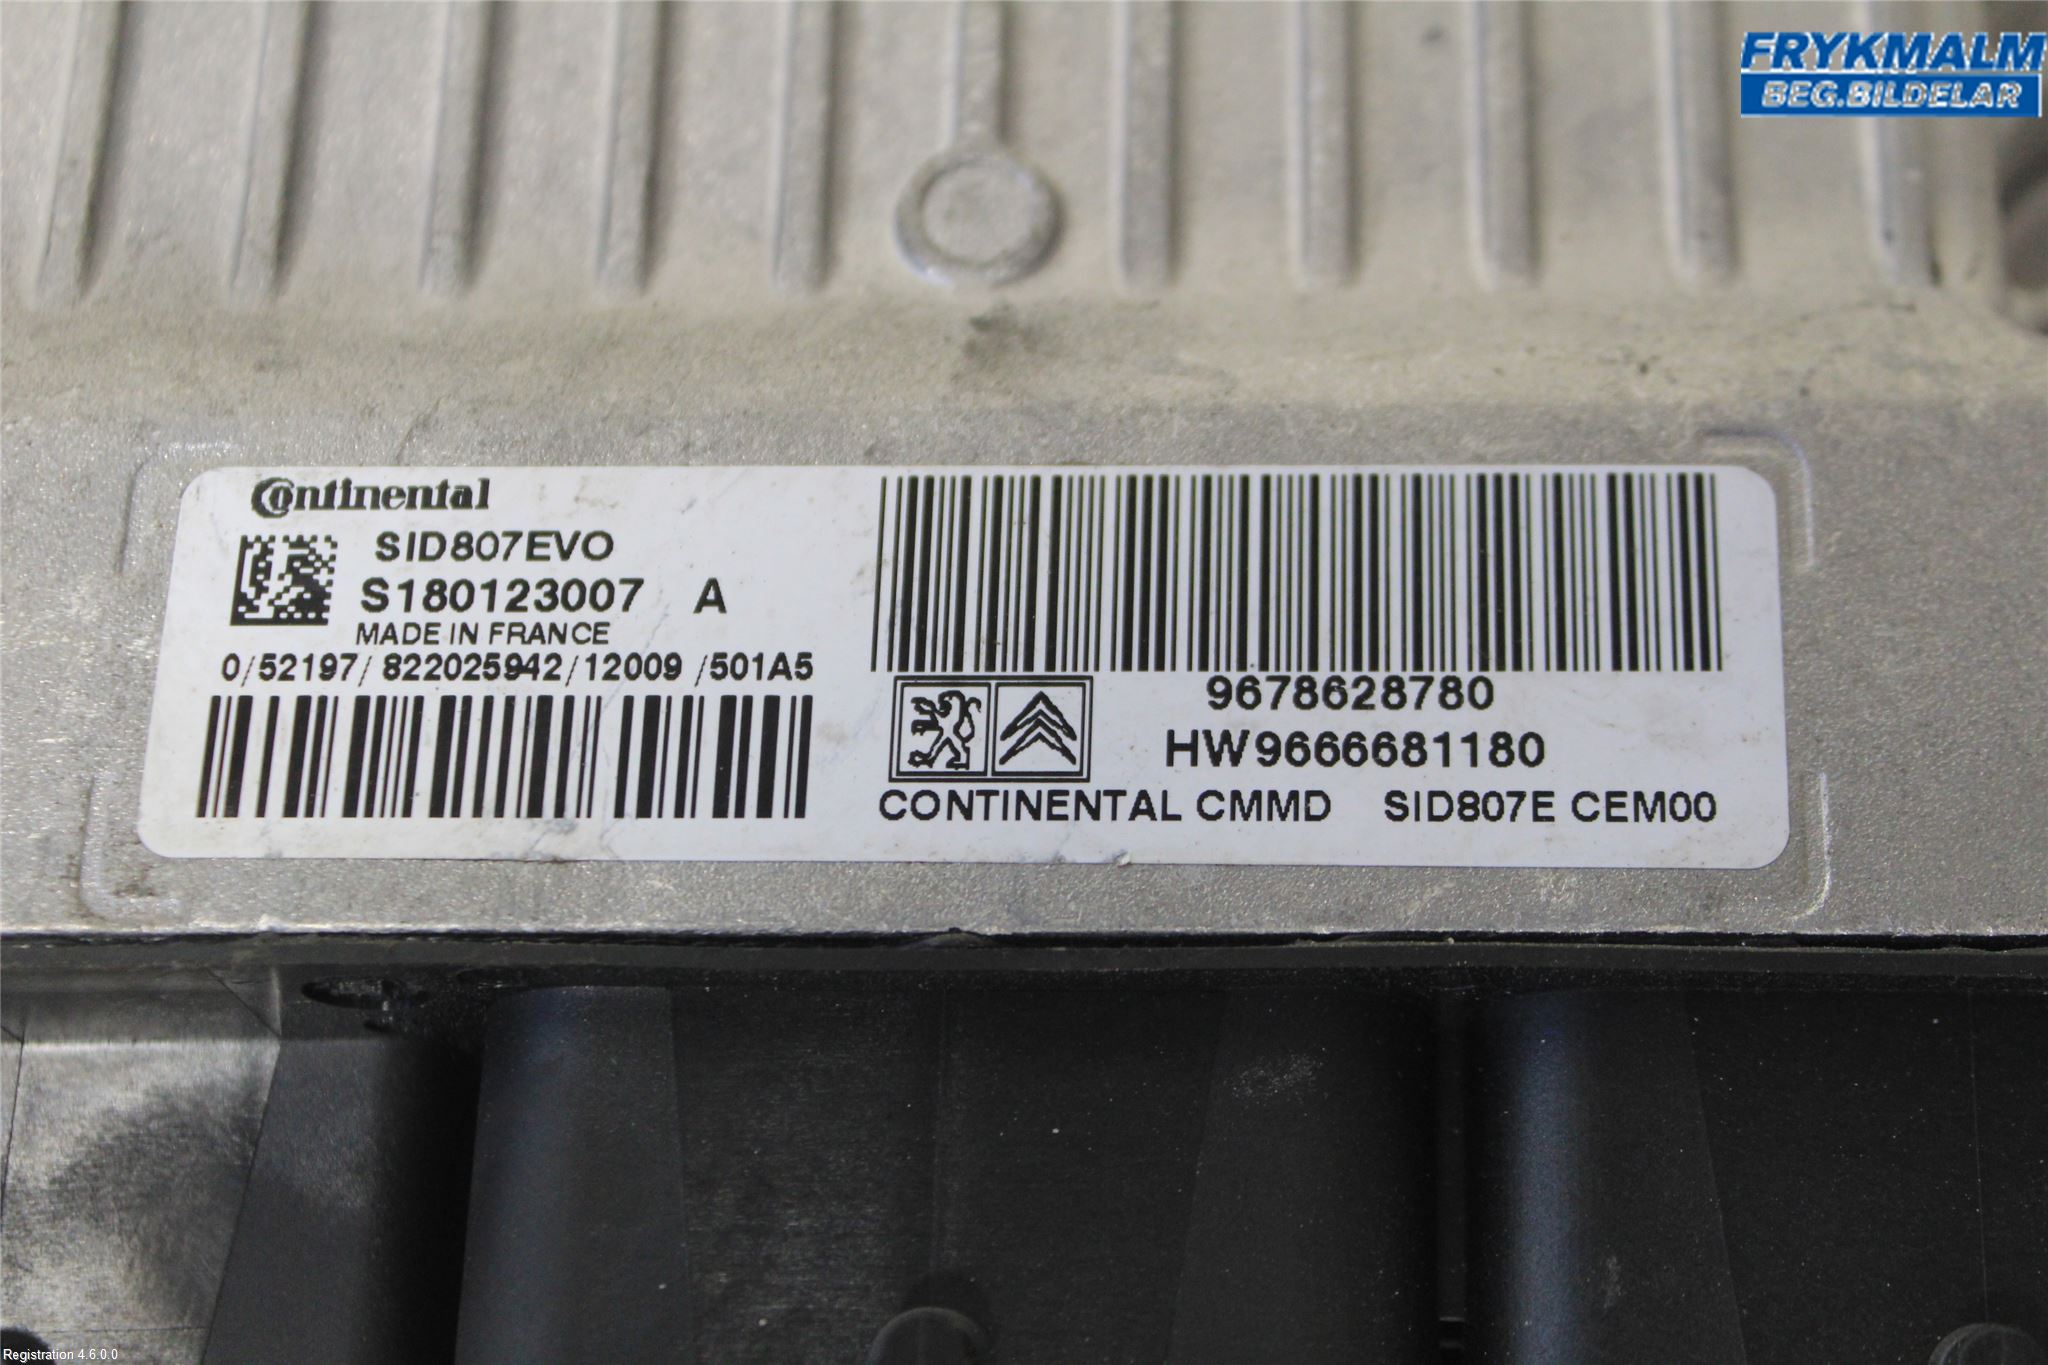 FRYKMALM
BEG.BILDELAR
Continental
SID807EVO
S180123007 A
MADE IN FRANCE
0/52197/822025942/12009/501A5
9678628780
HW9666681180
CONTINENTAL CMMD SID807E CEM00
Registration 4.6.0.0